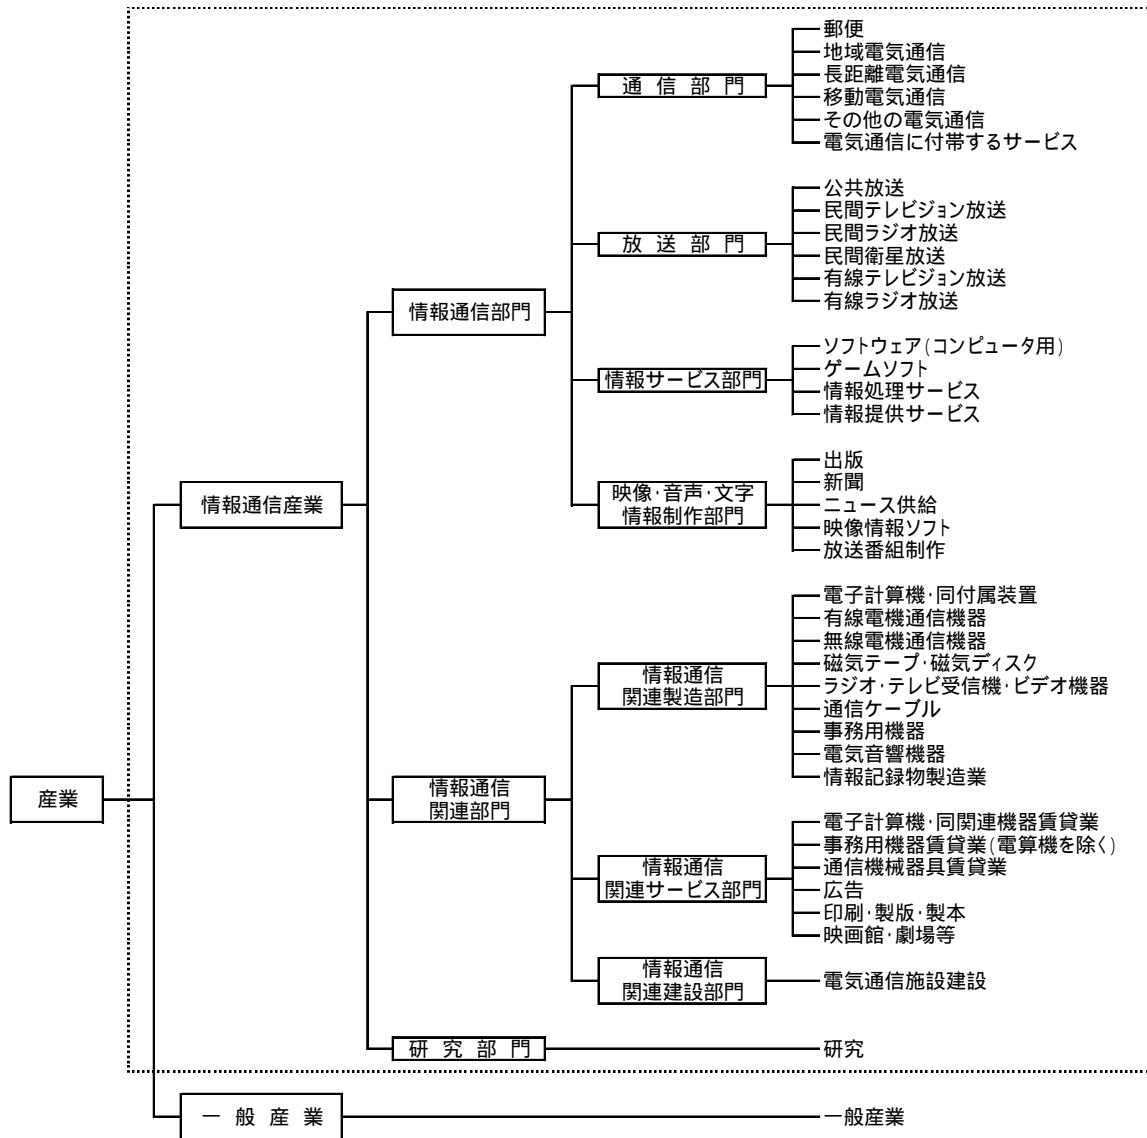 郵便
地域電気通信
通信部門
長距離電気通信
移動電気通信
その他の電気通信
電気通信に付帯するサービス
公共放送
民間テレビジョン放送
放送部門
民間ラジオ放送
民間衛星放送
有線テレビジョン放送
情報通信部門
有線ラジオ放送
ソフトウェア(コンピュータ用)
情報サービス部門
ゲームソフト
情報処理サービス
情報提供サービス
出版
新聞
情報通信産業
映像・音声・文字
情報制作部門
ニュース供給
映像情報ソフト
放送番組制作
電子計算機・同付属装置
有線電機通信機器
無線電機通信機器
磁気テープ・磁気ディスク
情報通信
関連製造部門
ラジオ・テレビ受信機・ビデオ機器
通信ケーブル
事務用機器
電気音響機器
情報記録物製造業
産業
情報通信
関連部門
電子計算機・同関連機器賃貸業
事務用機器賃貸業(電算機を除く)
通信機械器具賃貸業
情報通信
関連サービス部門
広告
印刷・製版・製本
映画館・劇場等
情報通信
関連建設部門
電気通信施設建設
研究部門
研究
一般産業
一般産業